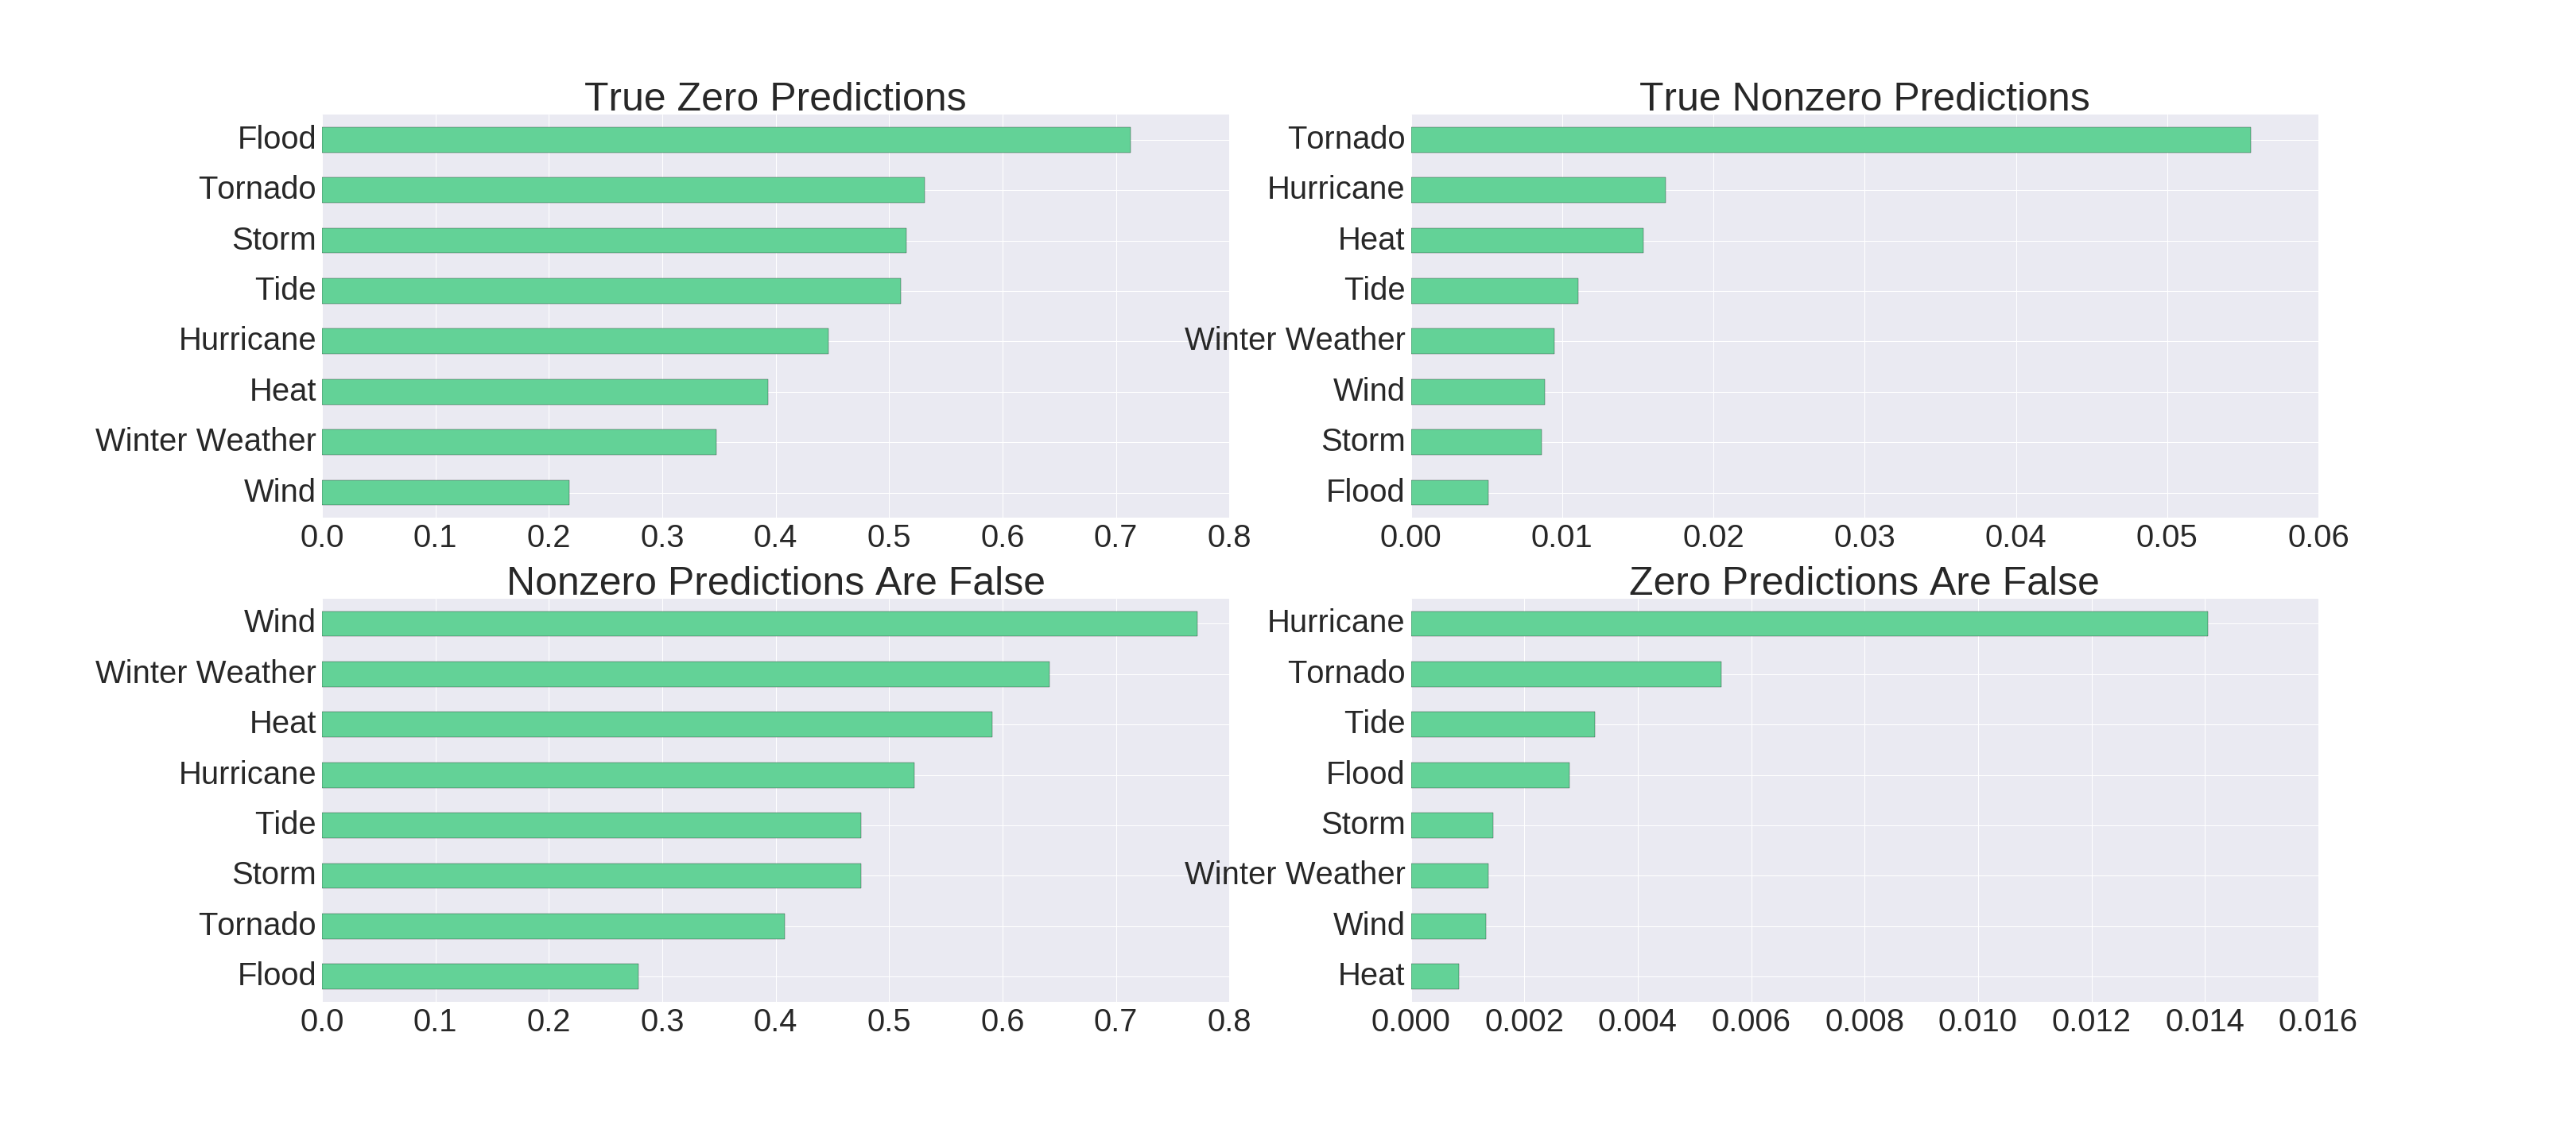 True Zero Predictions
Flood
Tornado
Storm
Tide
Hurricane
Heat
Winter Weather
Wind
0.0 0.1 0.2 0.3 0.4 0.5 0.6 0.7 0.8
True Nonzero Predictions
Tornado
Hurricane
Heat
Tide
Winter Weather
Wind
Storm
Flood
0.00 0.01 0.02 0.03 0.04 0.05 0.06
Nonzero Predictions Are False
Wind
Winter Weather
Heat
Hurricane
Tide
Storm
Tornado
Flood
0.0 0.1 0.2 0.3 0.4 0.5 0.6 0.7 0.8
Zero Predictions Are False
Hurricane
Tornado
Tide
Flood
Storm
Winter Weather
Wind
Heat
0.000 0.002 0.004 0.006 0.008 0.010 0.012 0.014 0.016